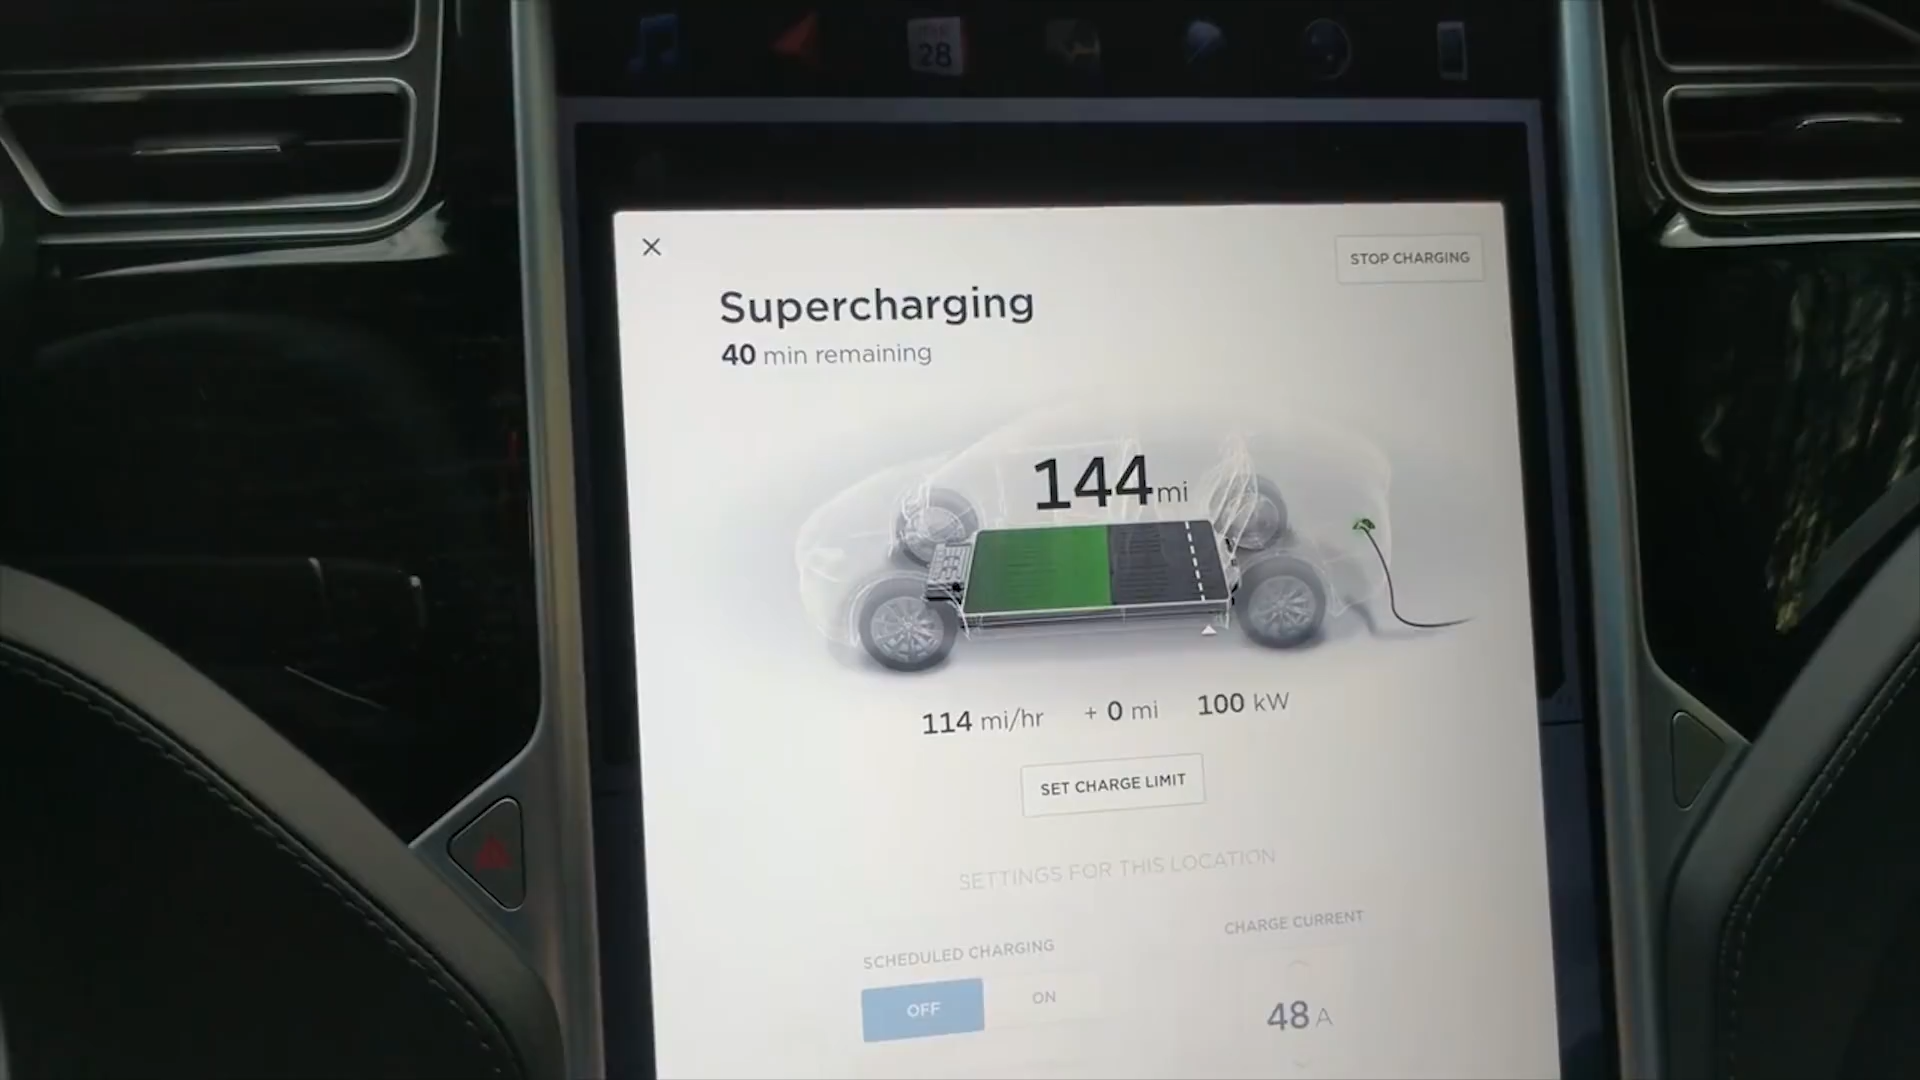 28
STOP CHARGING
Supercharging
40 min remaining
144 mi
114 mi/hr + 0 mi 100 kW
SET CHARGE LIMIT
SETTINGS FOR THIS LOCATION
SCHEDULED CHARGING
CHARGE CURRENT
OFF ON
48 A